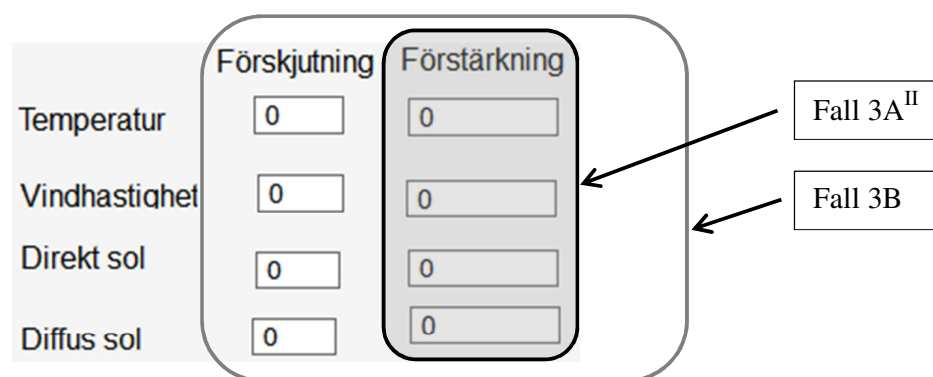 Förskjutning Förstärkning
Temperatur 0 0
Fall 3A^II
Vindhastighet 0 0
Fall 3B
Direkt sol 0 0
Diffus sol 0 0